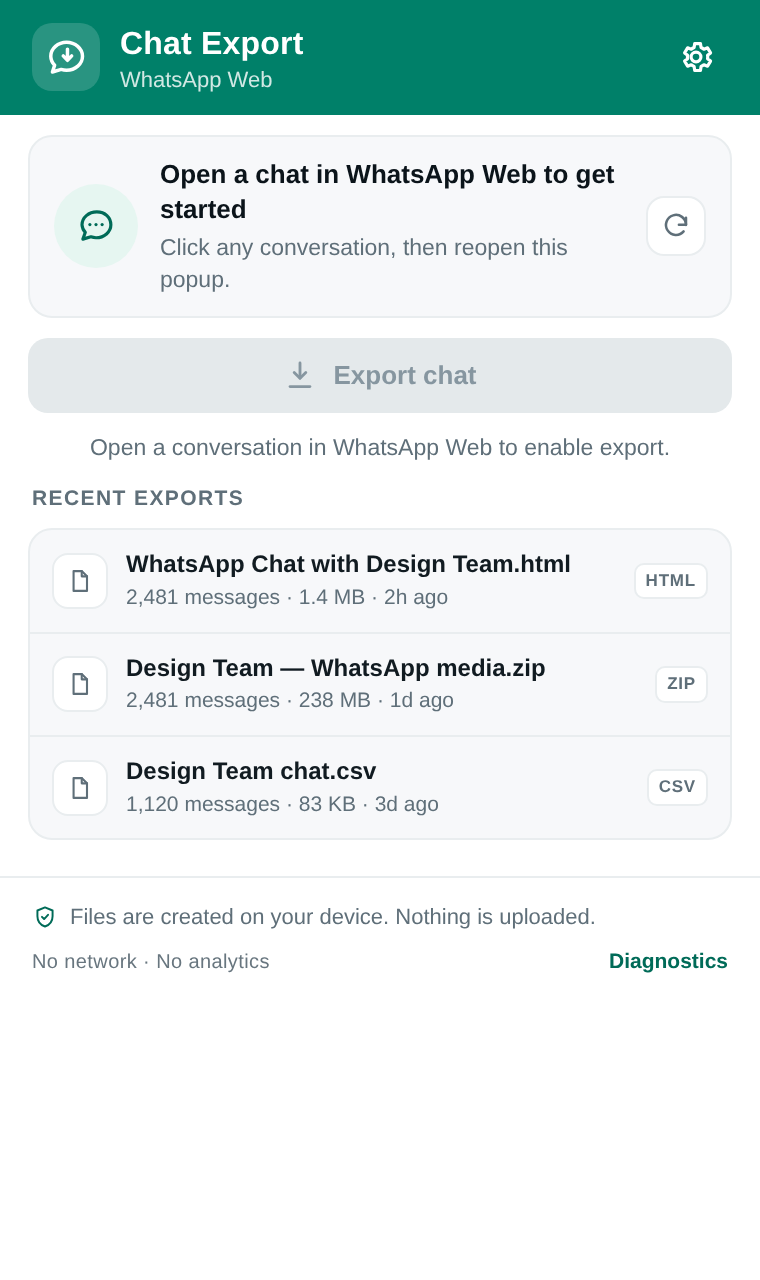 Chat Export
WhatsApp Web
Open a chat in WhatsApp Web to get
started
Click any conversation, then reopen this
popup.
Export chat
Open a conversation in WhatsApp Web to enable export.
RECENT EXPORTS
WhatsApp Chat with Design Team.html
2,481 messages · 1.4 MB · 2h ago
HTML
Design Team — WhatsApp media.zip
2,481 messages · 238 MB · 1d ago
ZIP
Design Team chat.csv
1,120 messages · 83 KB · 3d ago
CSV
Files are created on your device. Nothing is uploaded.
No network · No analytics
Diagnostics